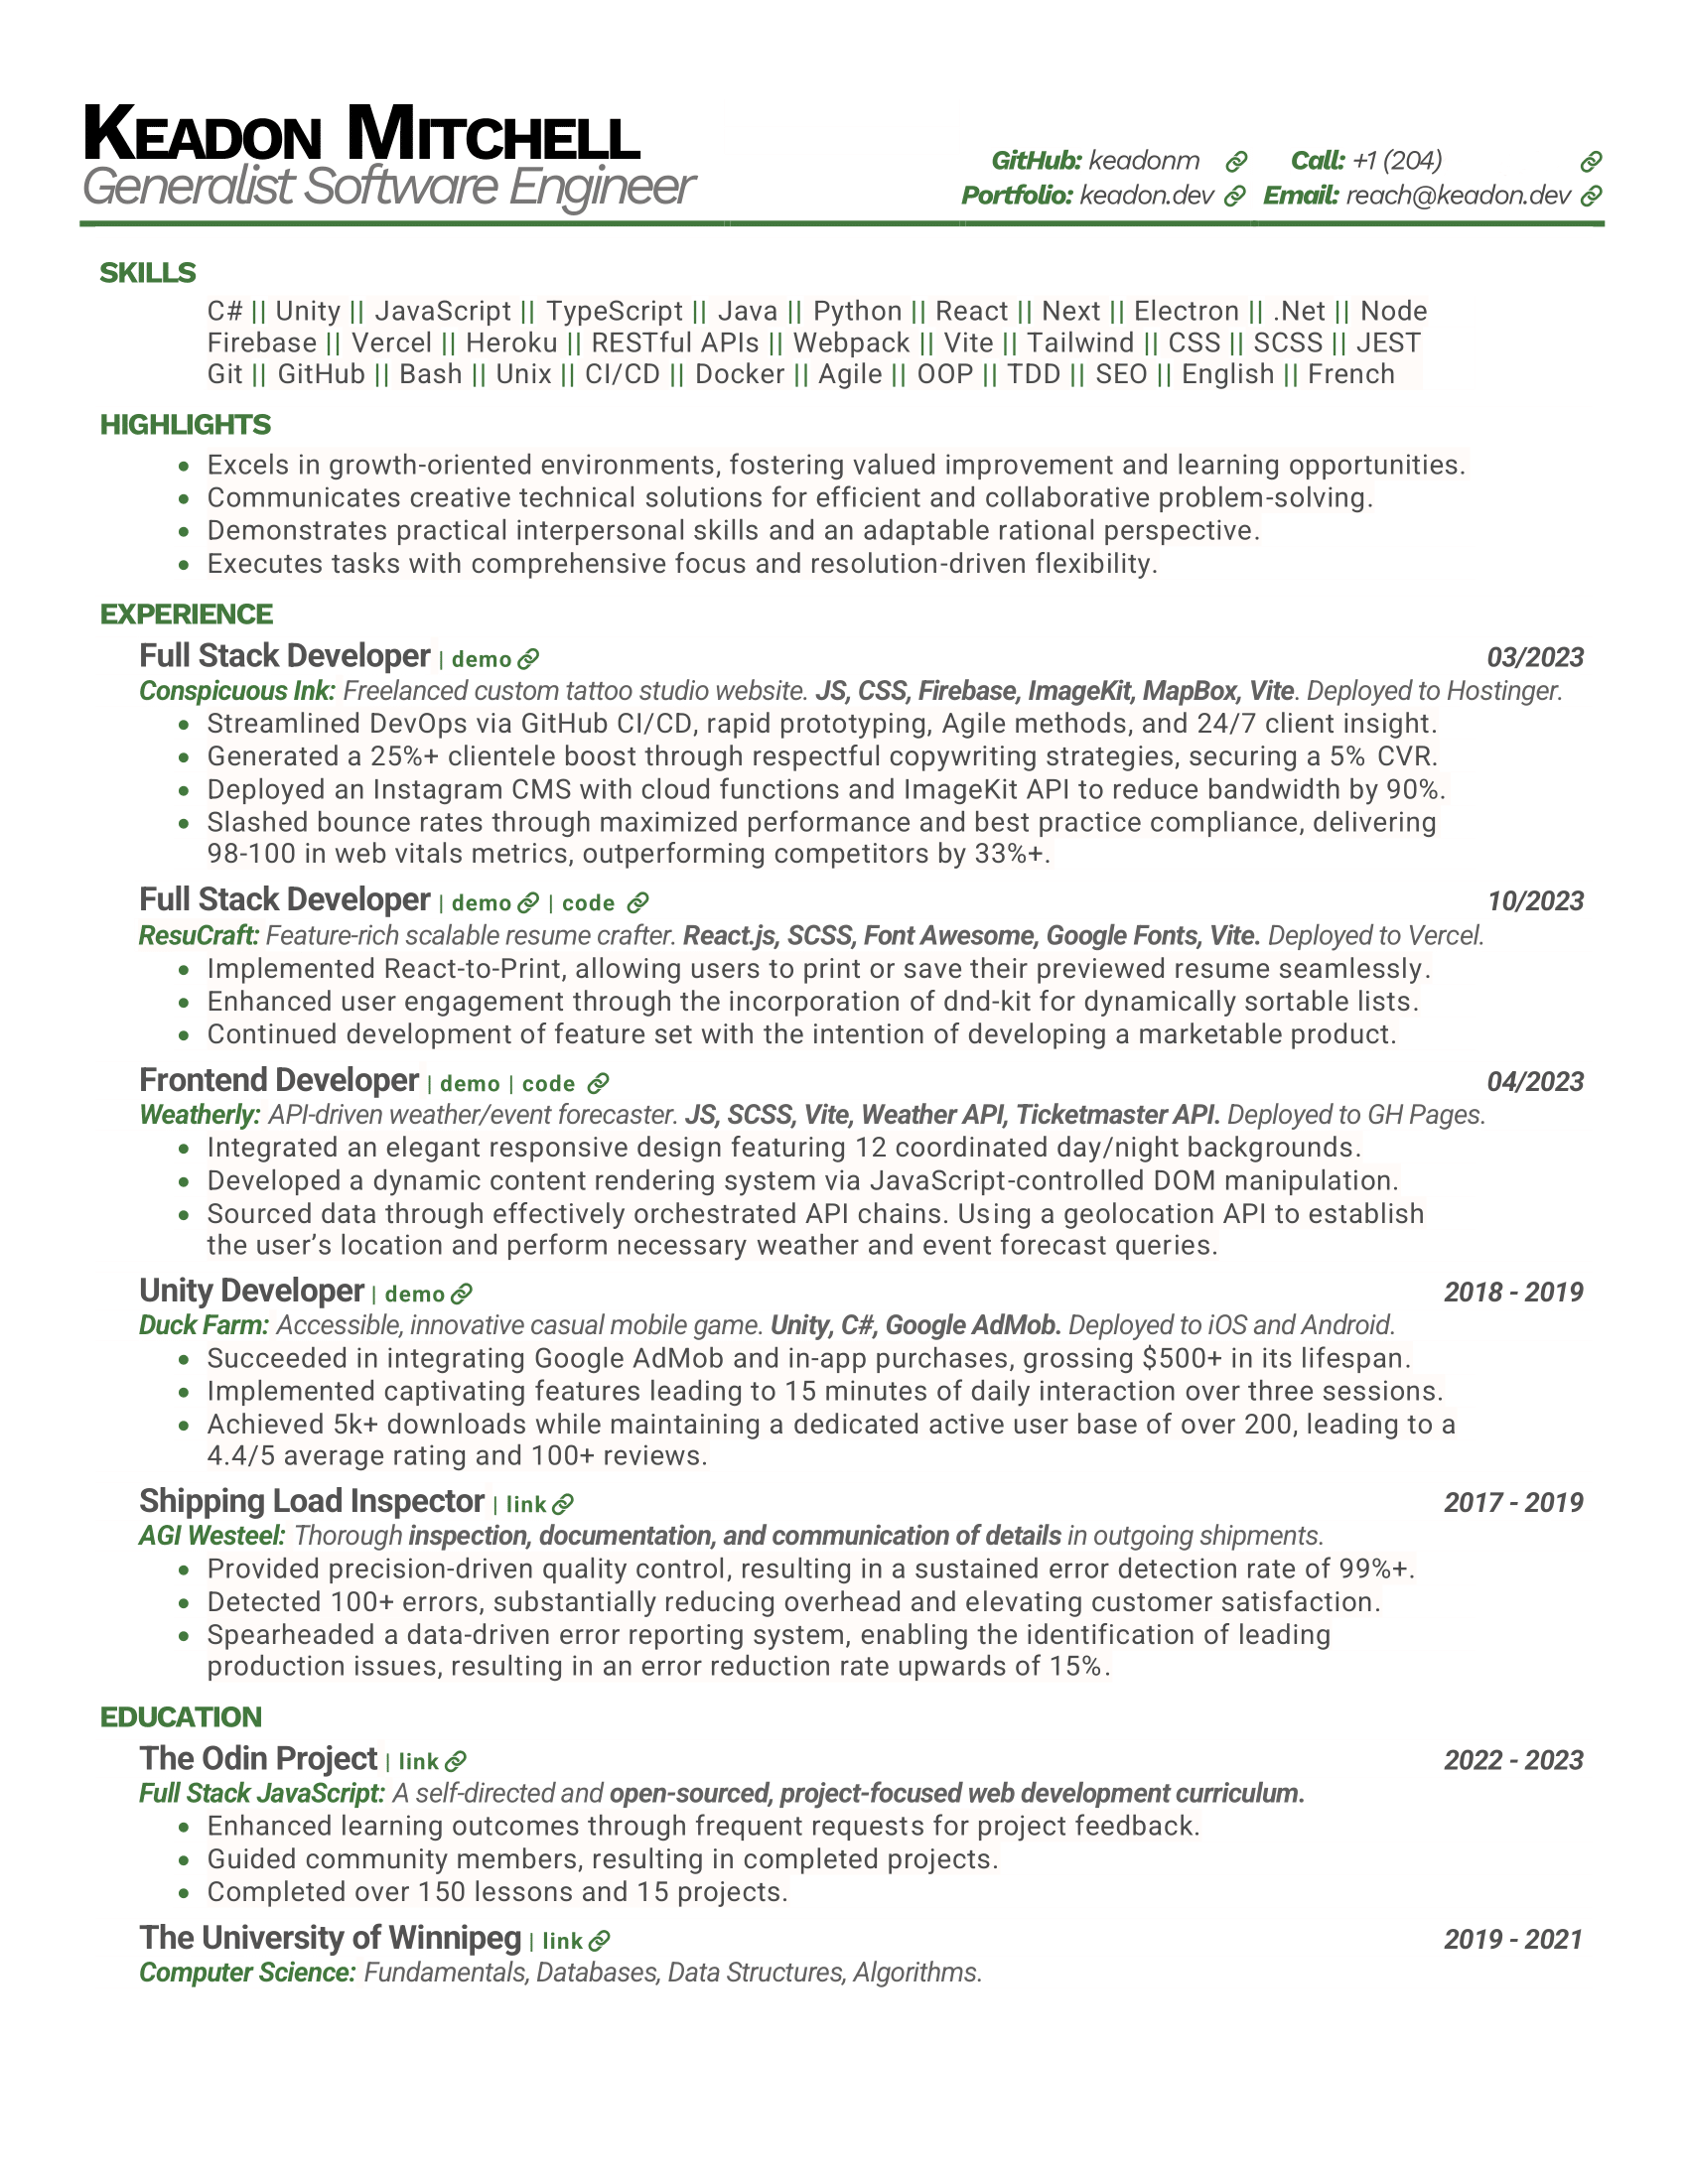 KEADON MITCHELL
Generalist Software Engineer
GitHub: keadonm Call: +1 (204)
Portfolio: keadon.dev Email: reach@keadon.dev
SKILLS
C# || Unity || JavaScript || TypeScript || Java || Python || React || Next || Electron || .Net || Node
Firebase || Vercel || Heroku || RESTful APIs || Webpack || Vite || Tailwind || CSS || SCSS || JEST
Git || GitHub || Bash || Unix || CI/CD || Docker || Agile || OOP || TDD || SEO || English || French
HIGHLIGHTS
• Excels in growth-oriented environments, fostering valued improvement and learning opportunities.
• Communicates creative technical solutions for efficient and collaborative problem-solving.
• Demonstrates practical interpersonal skills and an adaptable rational perspective.
• Executes tasks with comprehensive focus and resolution-driven flexibility.
EXPERIENCE
Full Stack Developer | demo 03/2023
Conspicuous Ink: Freelanced custom tattoo studio website. JS, CSS, Firebase, ImageKit, MapBox, Vite. Deployed to Hostinger.
• Streamlined DevOps via GitHub CI/CD, rapid prototyping, Agile methods, and 24/7 client insight.
• Generated a 25%+ clientele boost through respectful copywriting strategies, securing a 5% CVR.
• Deployed an Instagram CMS with cloud functions and ImageKit API to reduce bandwidth by 90%.
• Slashed bounce rates through maximized performance and best practice compliance, delivering
98-100 in web vitals metrics, outperforming competitors by 33%+.
Full Stack Developer | demo | code 10/2023
ResuCraft: Feature-rich scalable resume crafter. React.js, SCSS, Font Awesome, Google Fonts, Vite. Deployed to Vercel.
• Implemented React-to-Print, allowing users to print or save their previewed resume seamlessly.
• Enhanced user engagement through the incorporation of dnd-kit for dynamically sortable lists.
• Continued development of feature set with the intention of developing a marketable product.
Frontend Developer | demo | code 04/2023
Weatherly: API-driven weather/event forecaster. JS, SCSS, Vite, Weather API, Ticketmaster API. Deployed to GH Pages.
• Integrated an elegant responsive design featuring 12 coordinated day/night backgrounds.
• Developed a dynamic content rendering system via JavaScript-controlled DOM manipulation.
• Sourced data through effectively orchestrated API chains. Using a geolocation API to establish
the user’s location and perform necessary weather and event forecast queries.
Unity Developer | demo 2018 - 2019
Duck Farm: Accessible, innovative casual mobile game. Unity, C#, Google AdMob. Deployed to iOS and Android.
• Succeeded in integrating Google AdMob and in-app purchases, grossing $500+ in its lifespan.
• Implemented captivating features leading to 15 minutes of daily interaction over three sessions.
• Achieved 5k+ downloads while maintaining a dedicated active user base of over 200, leading to a
4.4/5 average rating and 100+ reviews.
Shipping Load Inspector | link 2017 - 2019
AGI Westeel: Thorough inspection, documentation, and communication of details in outgoing shipments.
• Provided precision-driven quality control, resulting in a sustained error detection rate of 99%+.
• Detected 100+ errors, substantially reducing overhead and elevating customer satisfaction.
• Spearheaded a data-driven error reporting system, enabling the identification of leading
production issues, resulting in an error reduction rate upwards of 15%.
EDUCATION
The Odin Project | link 2022 - 2023
Full Stack JavaScript: A self-directed and open-sourced, project-focused web development curriculum.
• Enhanced learning outcomes through frequent requests for project feedback.
• Guided community members, resulting in completed projects.
• Completed over 150 lessons and 15 projects.
The University of Winnipeg | link 2019 - 2021
Computer Science: Fundamentals, Databases, Data Structures, Algorithms.